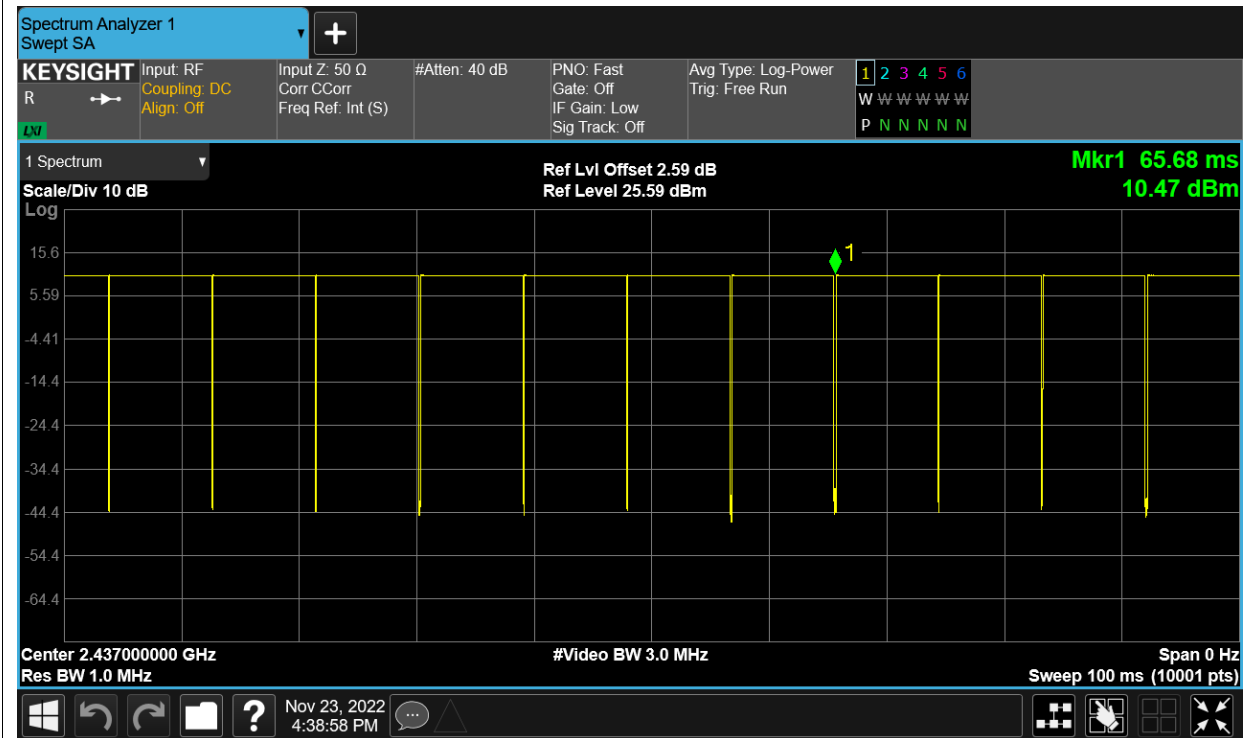 Spectrum Analyzer 1
Swept SA
KEYSIGHT
R
LXI
Input: RF
Coupling: DC
Align: Off
Input Z: 50 Ω
Corr CCorr
Freq Ref: Int (S)
#Atten: 40 dB
PNO: Fast
Gate: Off
IF Gain: Low
Sig Track: Off
Avg Type: Log-Power
Trig: Free Run
1 2 3 4 5 6
W W W W W W
P N N N N N
1 Spectrum
Scale/Div 10 dB
Log
Ref Lvl Offset 2.59 dB
Ref Level 25.59 dBm
Mkr1 65.68 ms
10.47 dBm
1
15.6
5.59
-4.41
-14.4
-24.4
-34.4
-44.4
-54.4
-64.4
Center 2.437000000 GHz
Res BW 1.0 MHz
#Video BW 3.0 MHz
Span 0 Hz
Sweep 100 ms (10001 pts)
?
Nov 23, 2022
4:38:58 PM